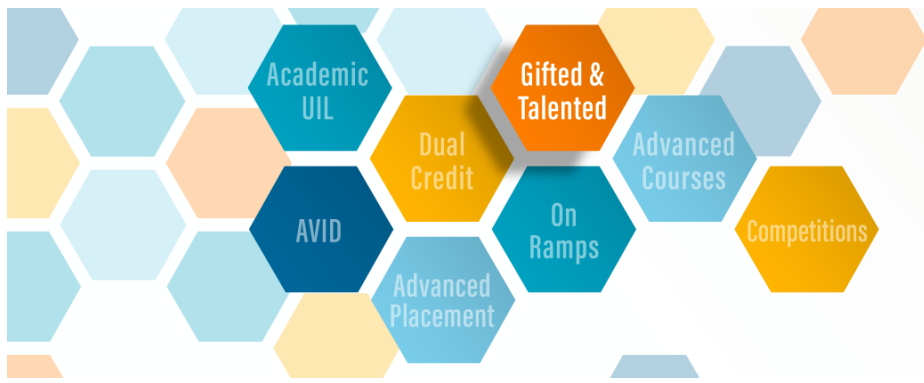 Academic
UIL
Gifted &
Talented
Dual
Credit
Advanced
Courses
AVID
On
Ramps
Competitions
Advanced
Placement